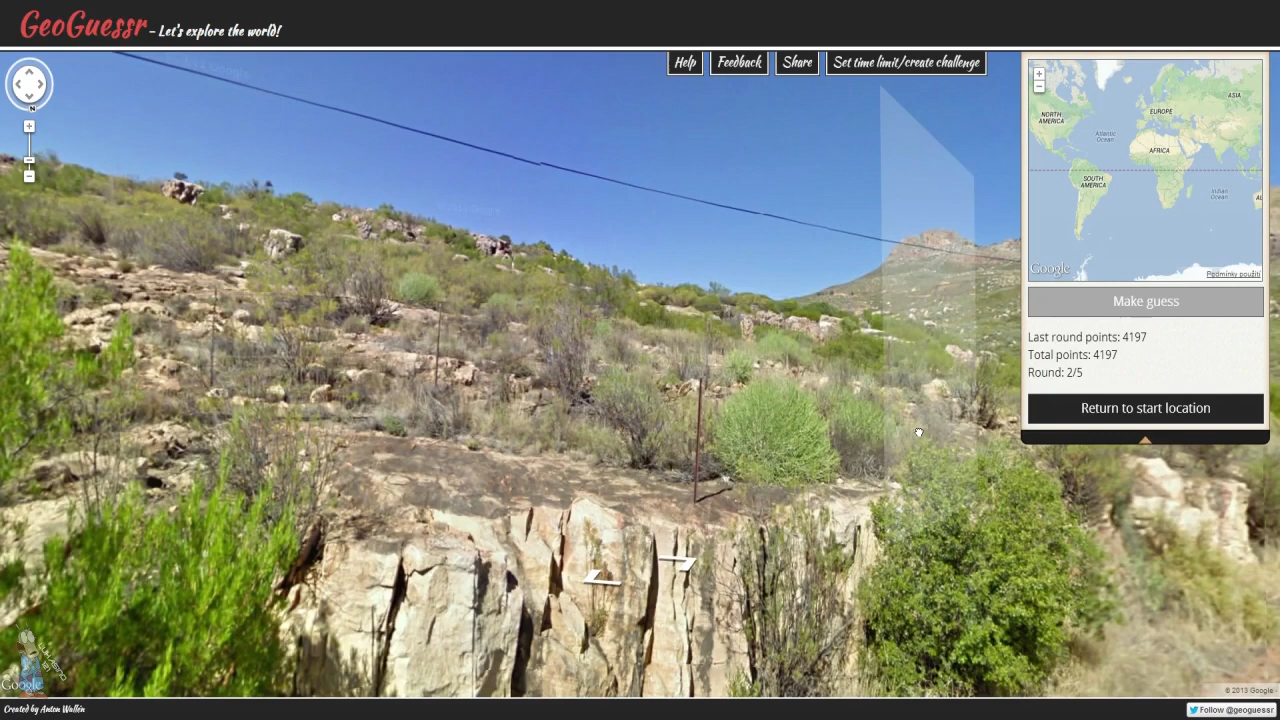 GeoGuessr - Let's explore the world!
Help
Feedback
Share
Set time limit/create challenge
N
+
−
+
−
NORTH AMERICA
EUROPE
ASIA
Atlantic Ocean
AFRICA
SOUTH AMERICA
Indian Ocean
AU
Google
Podmínky použití
Make guess
Last round points: 4197
Total points: 4197
Round: 2/5
Return to start location
Google
© 2013 Google
Created by Anton Wallén
Follow @geoguessr